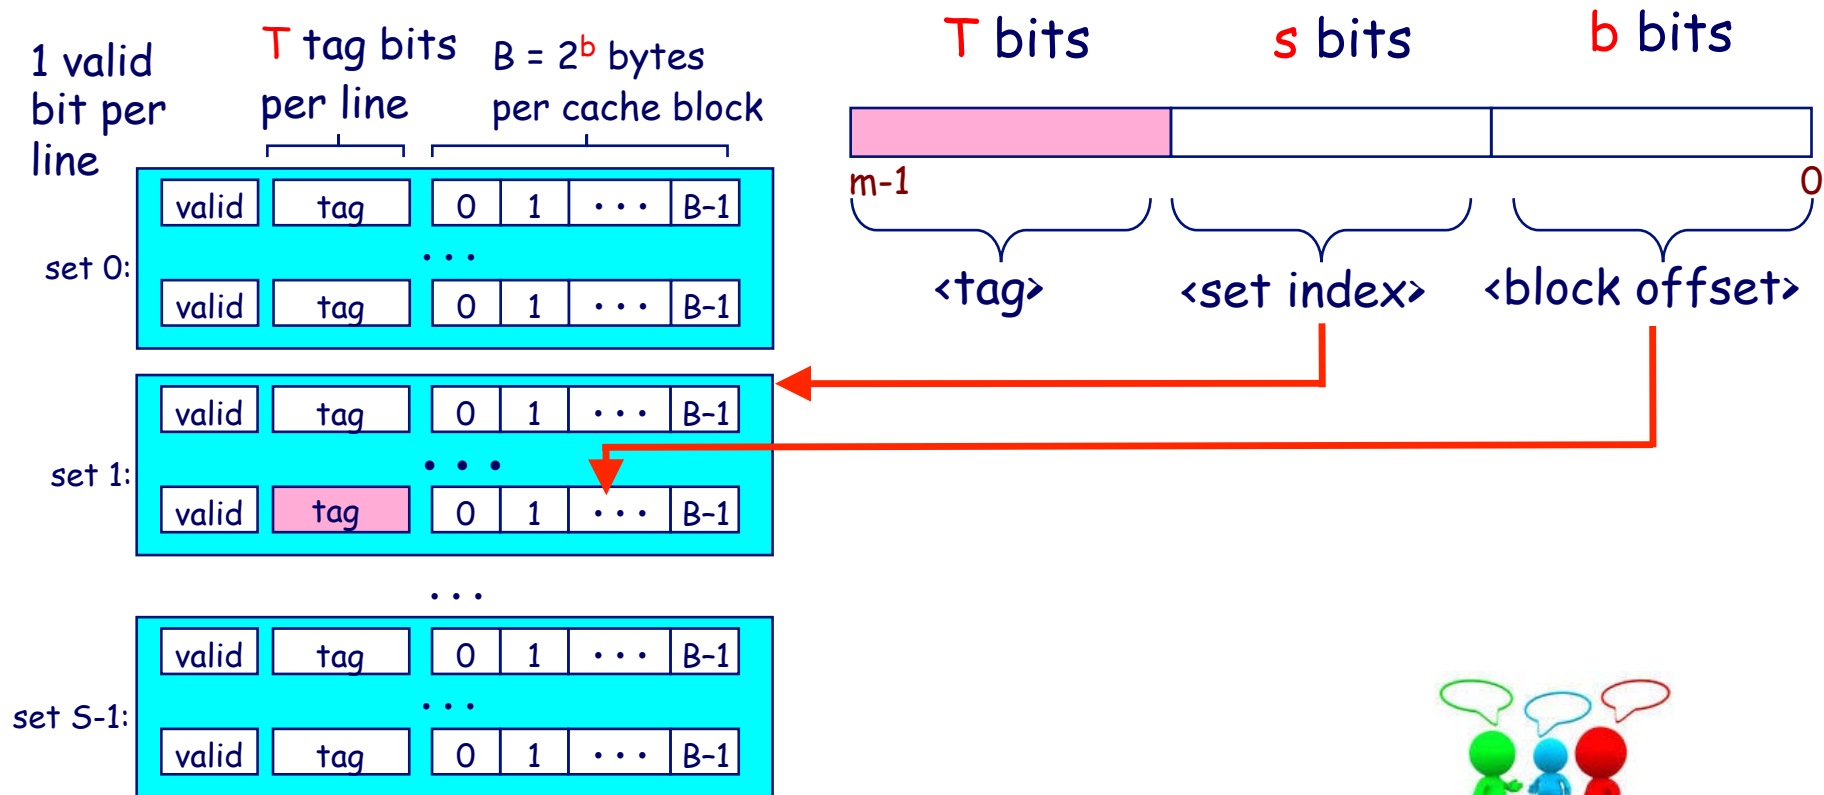 1 valid
bit per
line
T tag bits
per line
B = 2^b bytes
per cache block
valid tag 0 1 ... B-1
...
set 0:
valid tag 0 1 ... B-1
valid tag 0 1 ... B-1
...
set 1:
valid tag 0 1 ... B-1
...
valid tag 0 1 ... B-1
...
set S-1:
valid tag 0 1 ... B-1
T bits s bits b bits
m-1 0
<tag> <set index> <block offset>